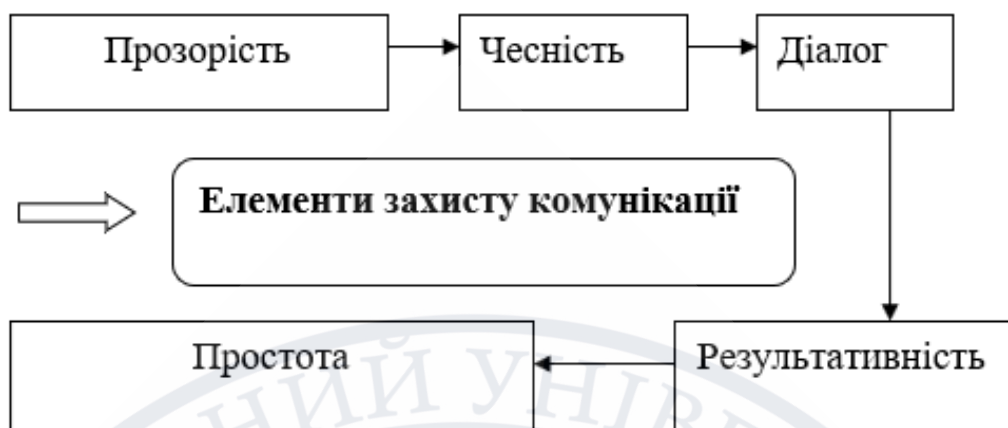 Прозорість
Чесність
Діалог
Елементи захисту комунікації
Простота
Результативність